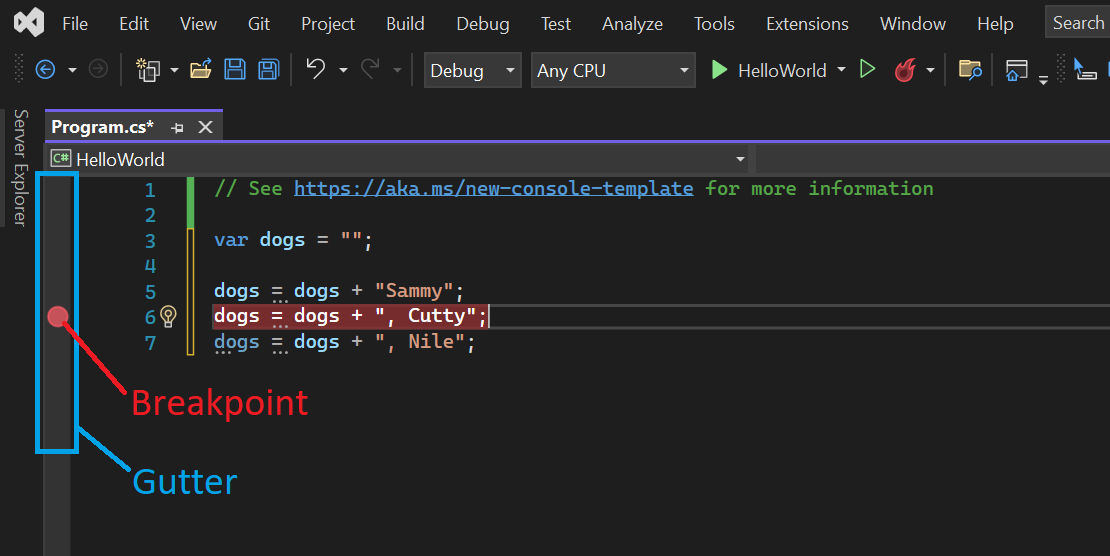 File Edit View Git Project Build Debug Test Analyze Tools Extensions Window Help Search
Debug Any CPU HelloWorld
Server Explorer
Program.cs*
C# HelloWorld
1 // See https://aka.ms/new-console-template for more information
2
3 var dogs = "";
4
5 dogs = dogs + "Sammy";
6 dogs = dogs + ", Cutty";
7 dogs = dogs + ", Nile";
Breakpoint
Gutter